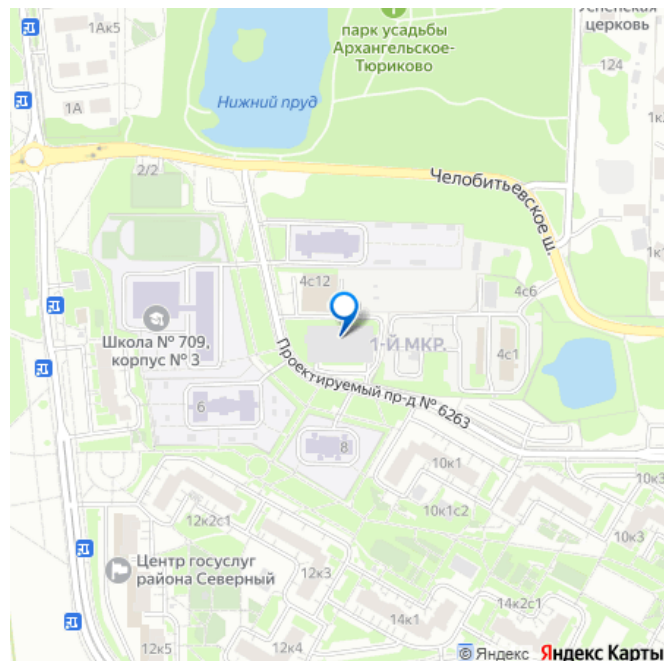 Успенская
церковь
1Ак5
парк усадьбы
Архангельское-
Тюриково
124
1А
Нижний пруд
2/2
Челобитьевское ш.
4с12
4с6
Школа № 709,
корпус № 3
1-Й МКР.
4с1
Проектируемый пр-д № 6263
6
8
10к1
10к3
12к2с1
10к1с2
10к3
Центр госуслуг
района Северный
12к3
14к2с1
14к1
12к5
12к4
© Яндекс Яндекс Карты